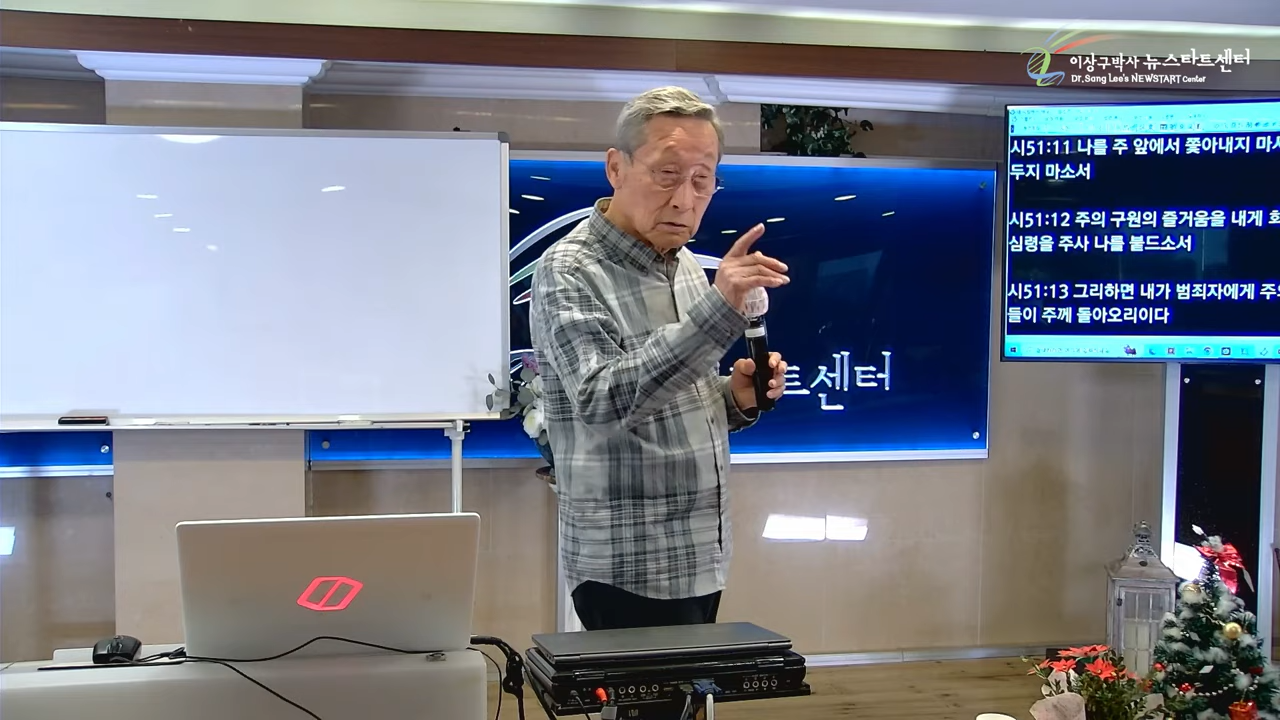 이상구박사 뉴스타트센터
Dr. Sang Lee's NEWSTART Center
시51:11 나를 주 앞에서 쫓아내지 마시
두지 마소서
시51:12 주의 구원의 즐거움을 내게 회
심령을 주사 나를 붙드소서
시51:13 그리하면 내가 범죄자에게 주의
들이 주께 돌아오리이다
트센터